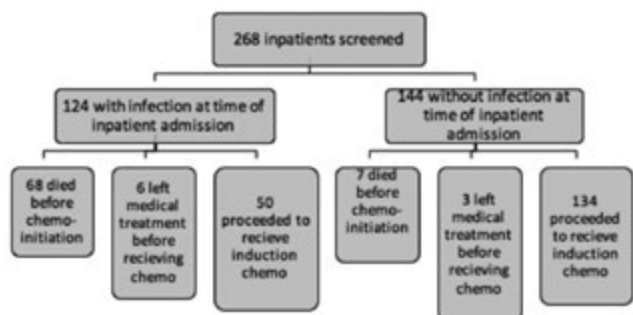 268 inpatients screened
124 with infection at time of
inpatient admission
144 without infection at
time of inpatient
admission
68 died
before
chemo-
initiation
6 left
medical
treatment
before
recieving
chemo
50
proceeded to
recieve
induction
chemo
7 died
before
chemo-
initiation
3 left
medical
treatment
before
recieving
chemo
134
proceeded
to recieve
induction
chemo